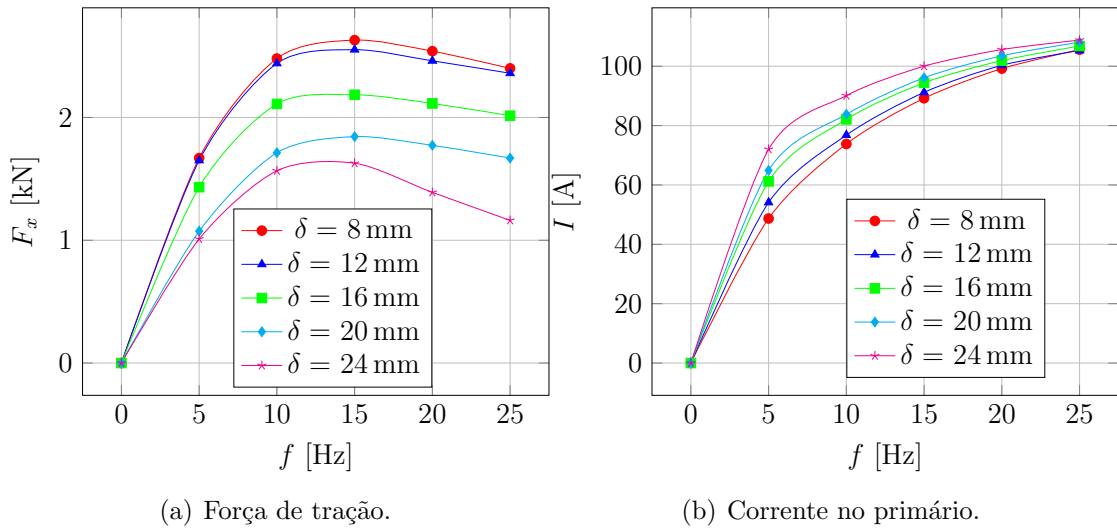 2
1
0
F_x [kN]
δ = 8 mm
δ = 12 mm
δ = 16 mm
δ = 20 mm
δ = 24 mm
0 5 10 15 20 25
f [Hz]
(a) Força de tração.
100
80
60
40
20
0
I [A]
δ = 8 mm
δ = 12 mm
δ = 16 mm
δ = 20 mm
δ = 24 mm
0 5 10 15 20 25
f [Hz]
(b) Corrente no primário.